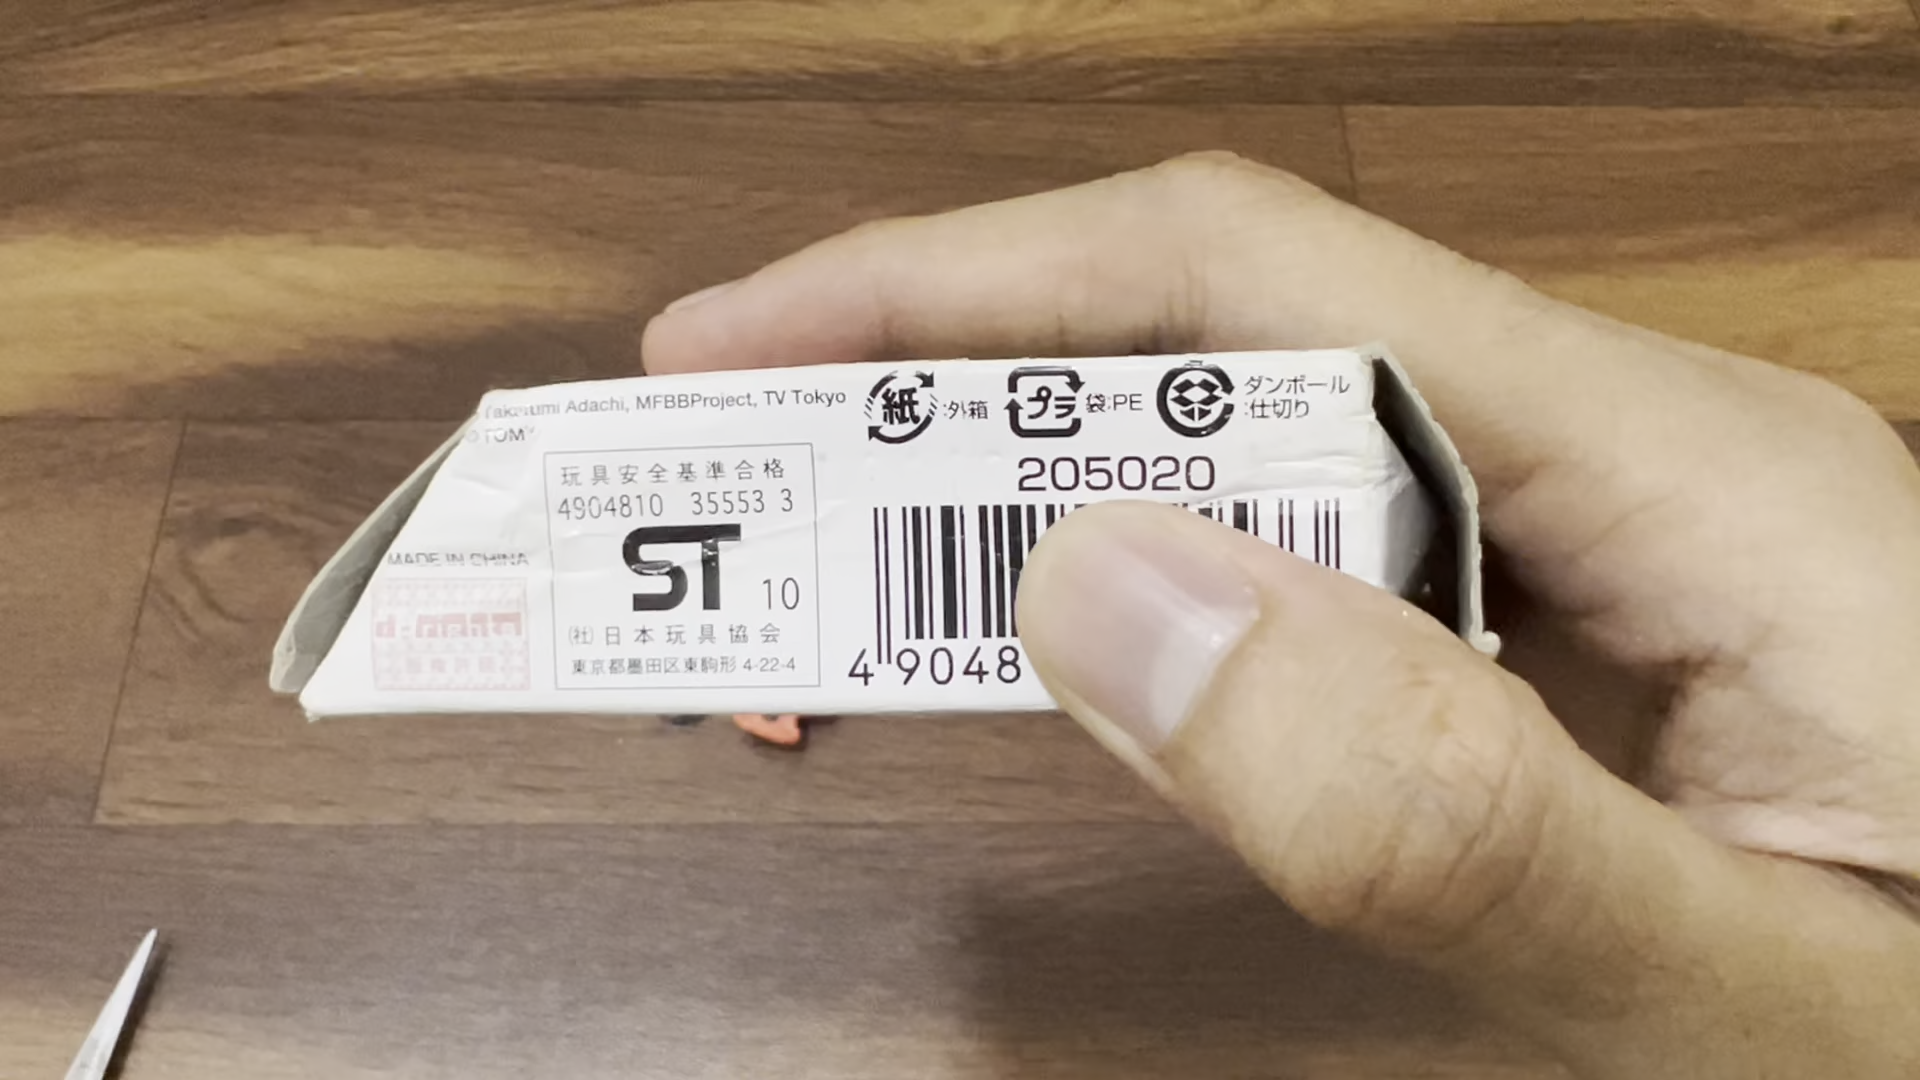 Takafumi Adachi, MFBBProject, TV Tokyo
© TOMY
紙 :外箱
プラ 袋:PE
ダンボール
:仕切り
205020
玩具安全基準合格
4904810 35553 3
ST 10
(社)日本玩具協会
東京都墨田区東駒形 4-22-4
MADE IN CHINA
4 9048